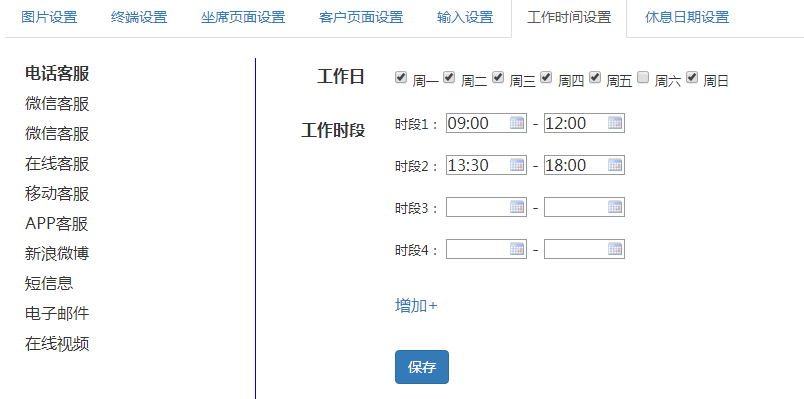 图片设置 终端设置 坐席页面设置 客户页面设置 输入设置 工作时间设置 休息日期设置
电话客服
微信客服
微信客服
在线客服
移动客服
APP客服
新浪微博
短信息
电子邮件
在线视频
工作日 周一 周二 周三 周四 周五 周六 周日
工作时段 时段1： 09:00 - 12:00
时段2： 13:30 - 18:00
时段3： -
时段4： -
增加+
保存